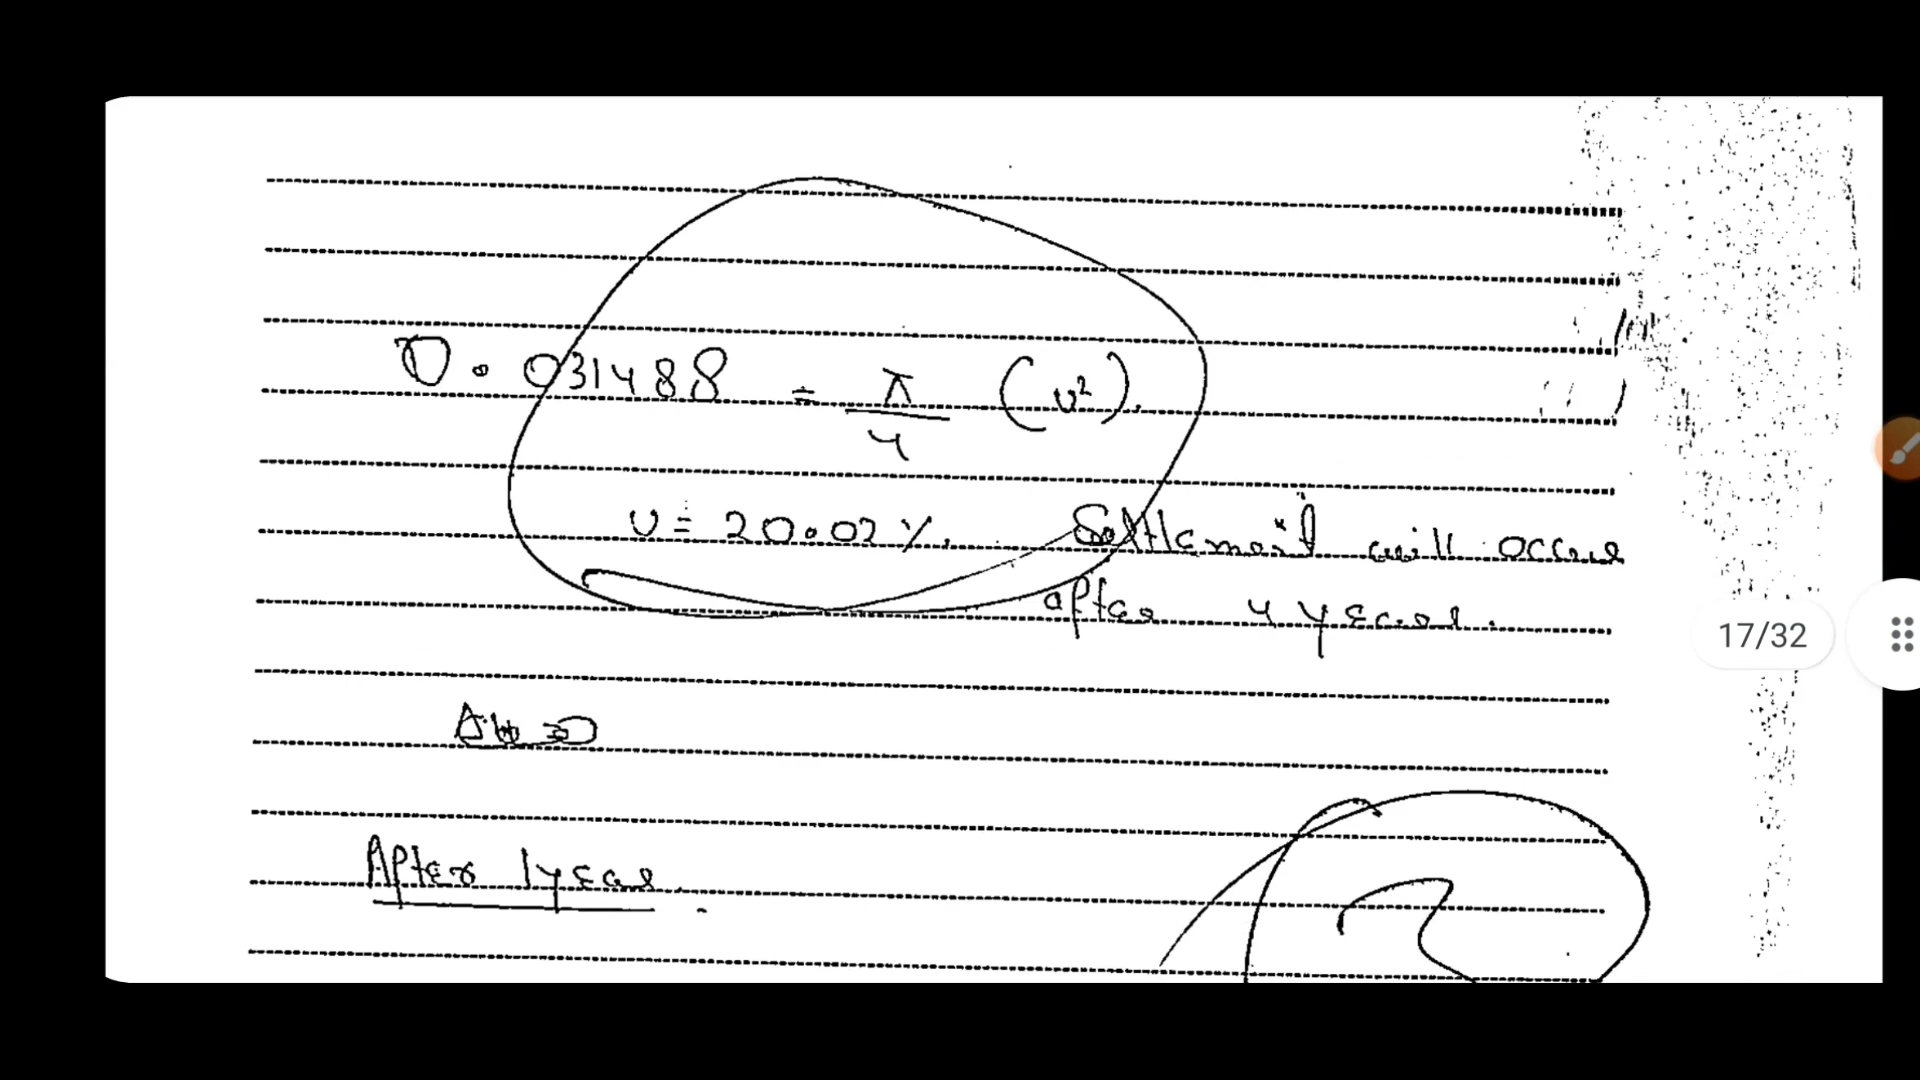 0.031488 = π/4 (U²).
U = 20.02%. Settlement will occur
after 4 years.
17/32
After 1 year.